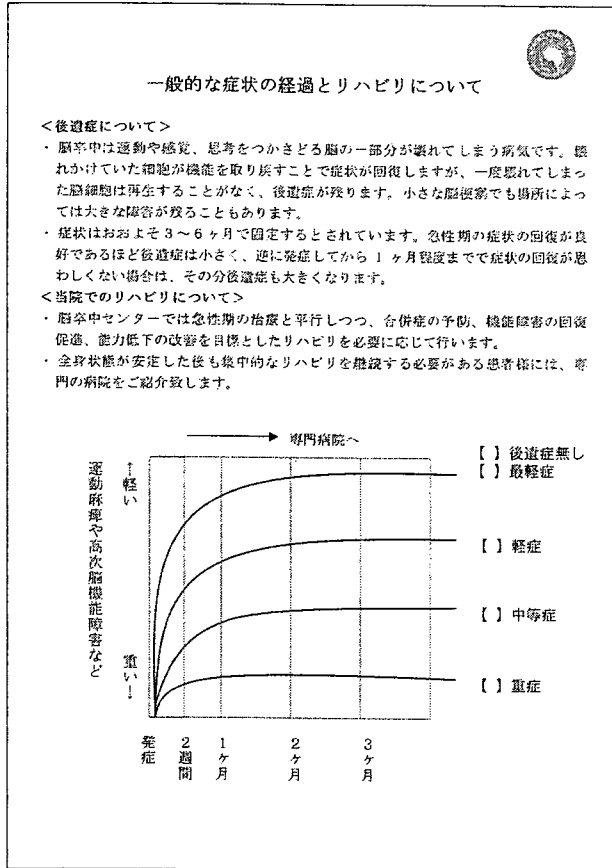 一般的な症状の経過とリハビリについて
＜後遺症について＞
・脳卒中は運動や感覚、思考をつかさどる脳の一部分が壊れてしまう病気です。壊
れかけていた細胞が機能を取り戻すことで症状が回復しますが、一度壊れてしまっ
た脳細胞は再生することがなく、後遺症が残ります。小さな脳梗塞でも場所によっ
ては大きな障害が残ることもあります。
・症状はおおよそ３～６ヶ月で固定するとされています。急性期の症状の回復が良
好であるほど後遺症は小さく、逆に発症してから１ヶ月程度までで症状の回復が思
わしくない場合は、その分後遺症も大きくなります。
＜当院でのリハビリについて＞
・脳卒中センターでは急性期の治療と平行しつつ、合併症の予防、機能障害の回復
促進、能力低下の改善を目標としたリハビリを必要に応じて行います。
・全身状態が安定した後も集中的なリハビリを継続する必要がある患者様には、専
門の病院をご紹介致します。
→ 専門病院へ
運動麻痺や高次脳機能障害など
↑軽い
重い↓
【 】後遺症無し
【 】最軽症
【 】軽症
【 】中等症
【 】重症
発症
２週間
１ヶ月
２ヶ月
３ヶ月